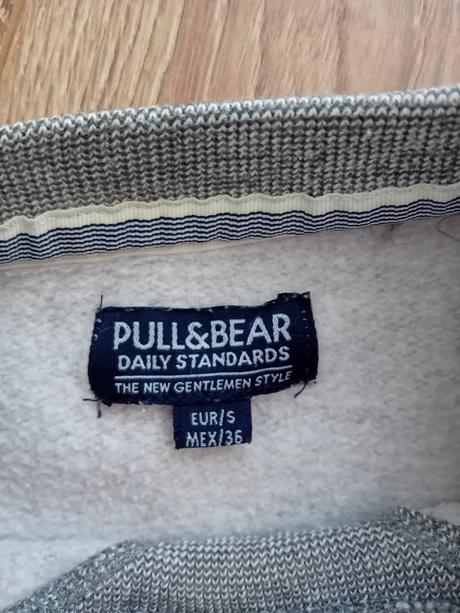 PULL&BEAR
DAILY STANDARDS
THE NEW GENTLEMEN STYLE
EUR/S
MEX/36